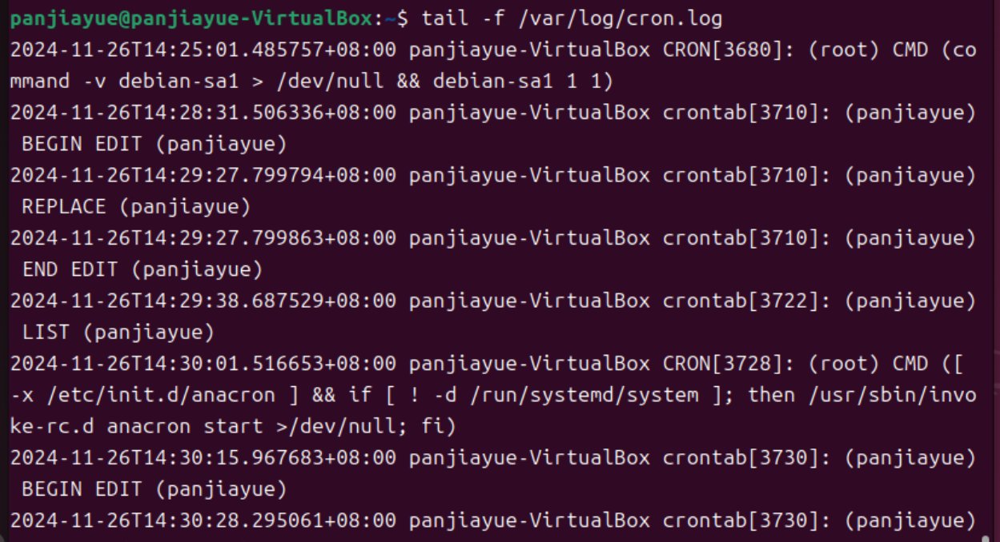 panjiayue@panjiayue-VirtualBox:~$ tail -f /var/log/cron.log
2024-11-26T14:25:01.485757+08:00 panjiayue-VirtualBox CRON[3680]: (root) CMD (co
mmand -v debian-sa1 > /dev/null && debian-sa1 1 1)
2024-11-26T14:28:31.506336+08:00 panjiayue-VirtualBox crontab[3710]: (panjiayue)
 BEGIN EDIT (panjiayue)
2024-11-26T14:29:27.799794+08:00 panjiayue-VirtualBox crontab[3710]: (panjiayue)
 REPLACE (panjiayue)
2024-11-26T14:29:27.799863+08:00 panjiayue-VirtualBox crontab[3710]: (panjiayue)
 END EDIT (panjiayue)
2024-11-26T14:29:38.687529+08:00 panjiayue-VirtualBox crontab[3722]: (panjiayue)
 LIST (panjiayue)
2024-11-26T14:30:01.516653+08:00 panjiayue-VirtualBox CRON[3728]: (root) CMD ([
-x /etc/init.d/anacron ] && if [ ! -d /run/systemd/system ]; then /usr/sbin/invo
ke-rc.d anacron start >/dev/null; fi)
2024-11-26T14:30:15.967683+08:00 panjiayue-VirtualBox crontab[3730]: (panjiayue)
 BEGIN EDIT (panjiayue)
2024-11-26T14:30:28.295061+08:00 panjiayue-VirtualBox crontab[3730]: (panjiayue)